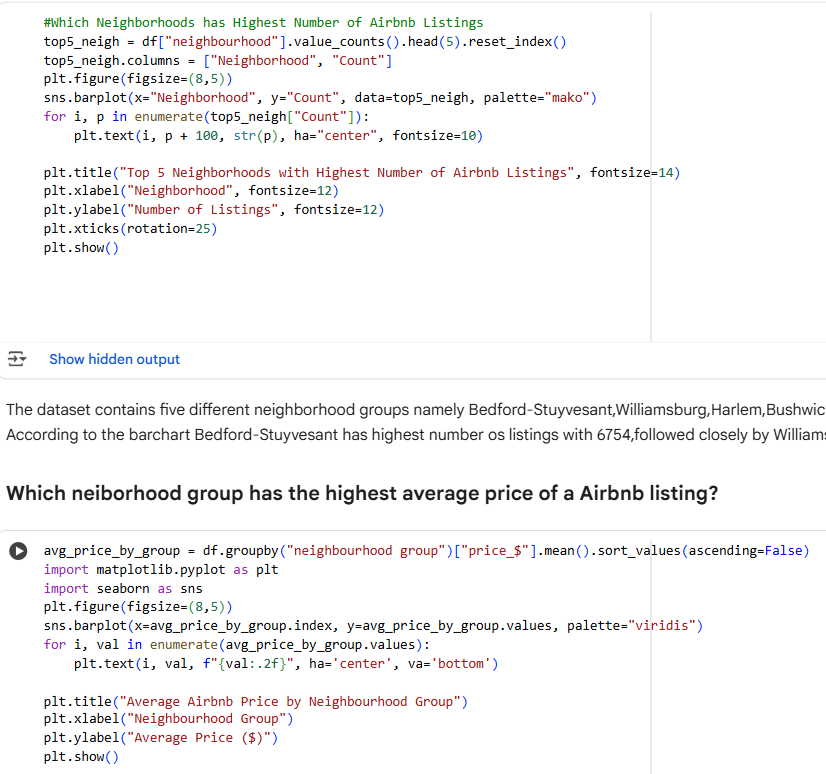 #Which Neighborhoods has Highest Number of Airbnb Listings
top5_neigh = df["neighbourhood"].value_counts().head(5).reset_index()
top5_neigh.columns = ["Neighborhood", "Count"]
plt.figure(figsize=(8,5))
sns.barplot(x="Neighborhood", y="Count", data=top5_neigh, palette="mako")
for i, p in enumerate(top5_neigh["Count"]):
    plt.text(i, p + 100, str(p), ha="center", fontsize=10)
plt.title("Top 5 Neighborhoods with Highest Number of Airbnb Listings", fontsize=14)
plt.xlabel("Neighborhood", fontsize=12)
plt.ylabel("Number of Listings", fontsize=12)
plt.xticks(rotation=25)
plt.show()
Show hidden output
The dataset contains five different neighborhood groups namely Bedford-Stuyvesant,Williamsburg,Harlem,Bushwic
According to the barchart Bedford-Stuyvesant has highest number os listings with 6754,followed closely by Williams
Which neiborhood group has the highest average price of a Airbnb listing?
avg_price_by_group = df.groupby("neighbourhood group")["price_$"].mean().sort_values(ascending=False)
import matplotlib.pyplot as plt
import seaborn as sns
plt.figure(figsize=(8,5))
sns.barplot(x=avg_price_by_group.index, y=avg_price_by_group.values, palette="viridis")
for i, val in enumerate(avg_price_by_group.values):
    plt.text(i, val, f"{val:.2f}", ha='center', va='bottom')
plt.title("Average Airbnb Price by Neighbourhood Group")
plt.xlabel("Neighbourhood Group")
plt.ylabel("Average Price ($)")
plt.show()